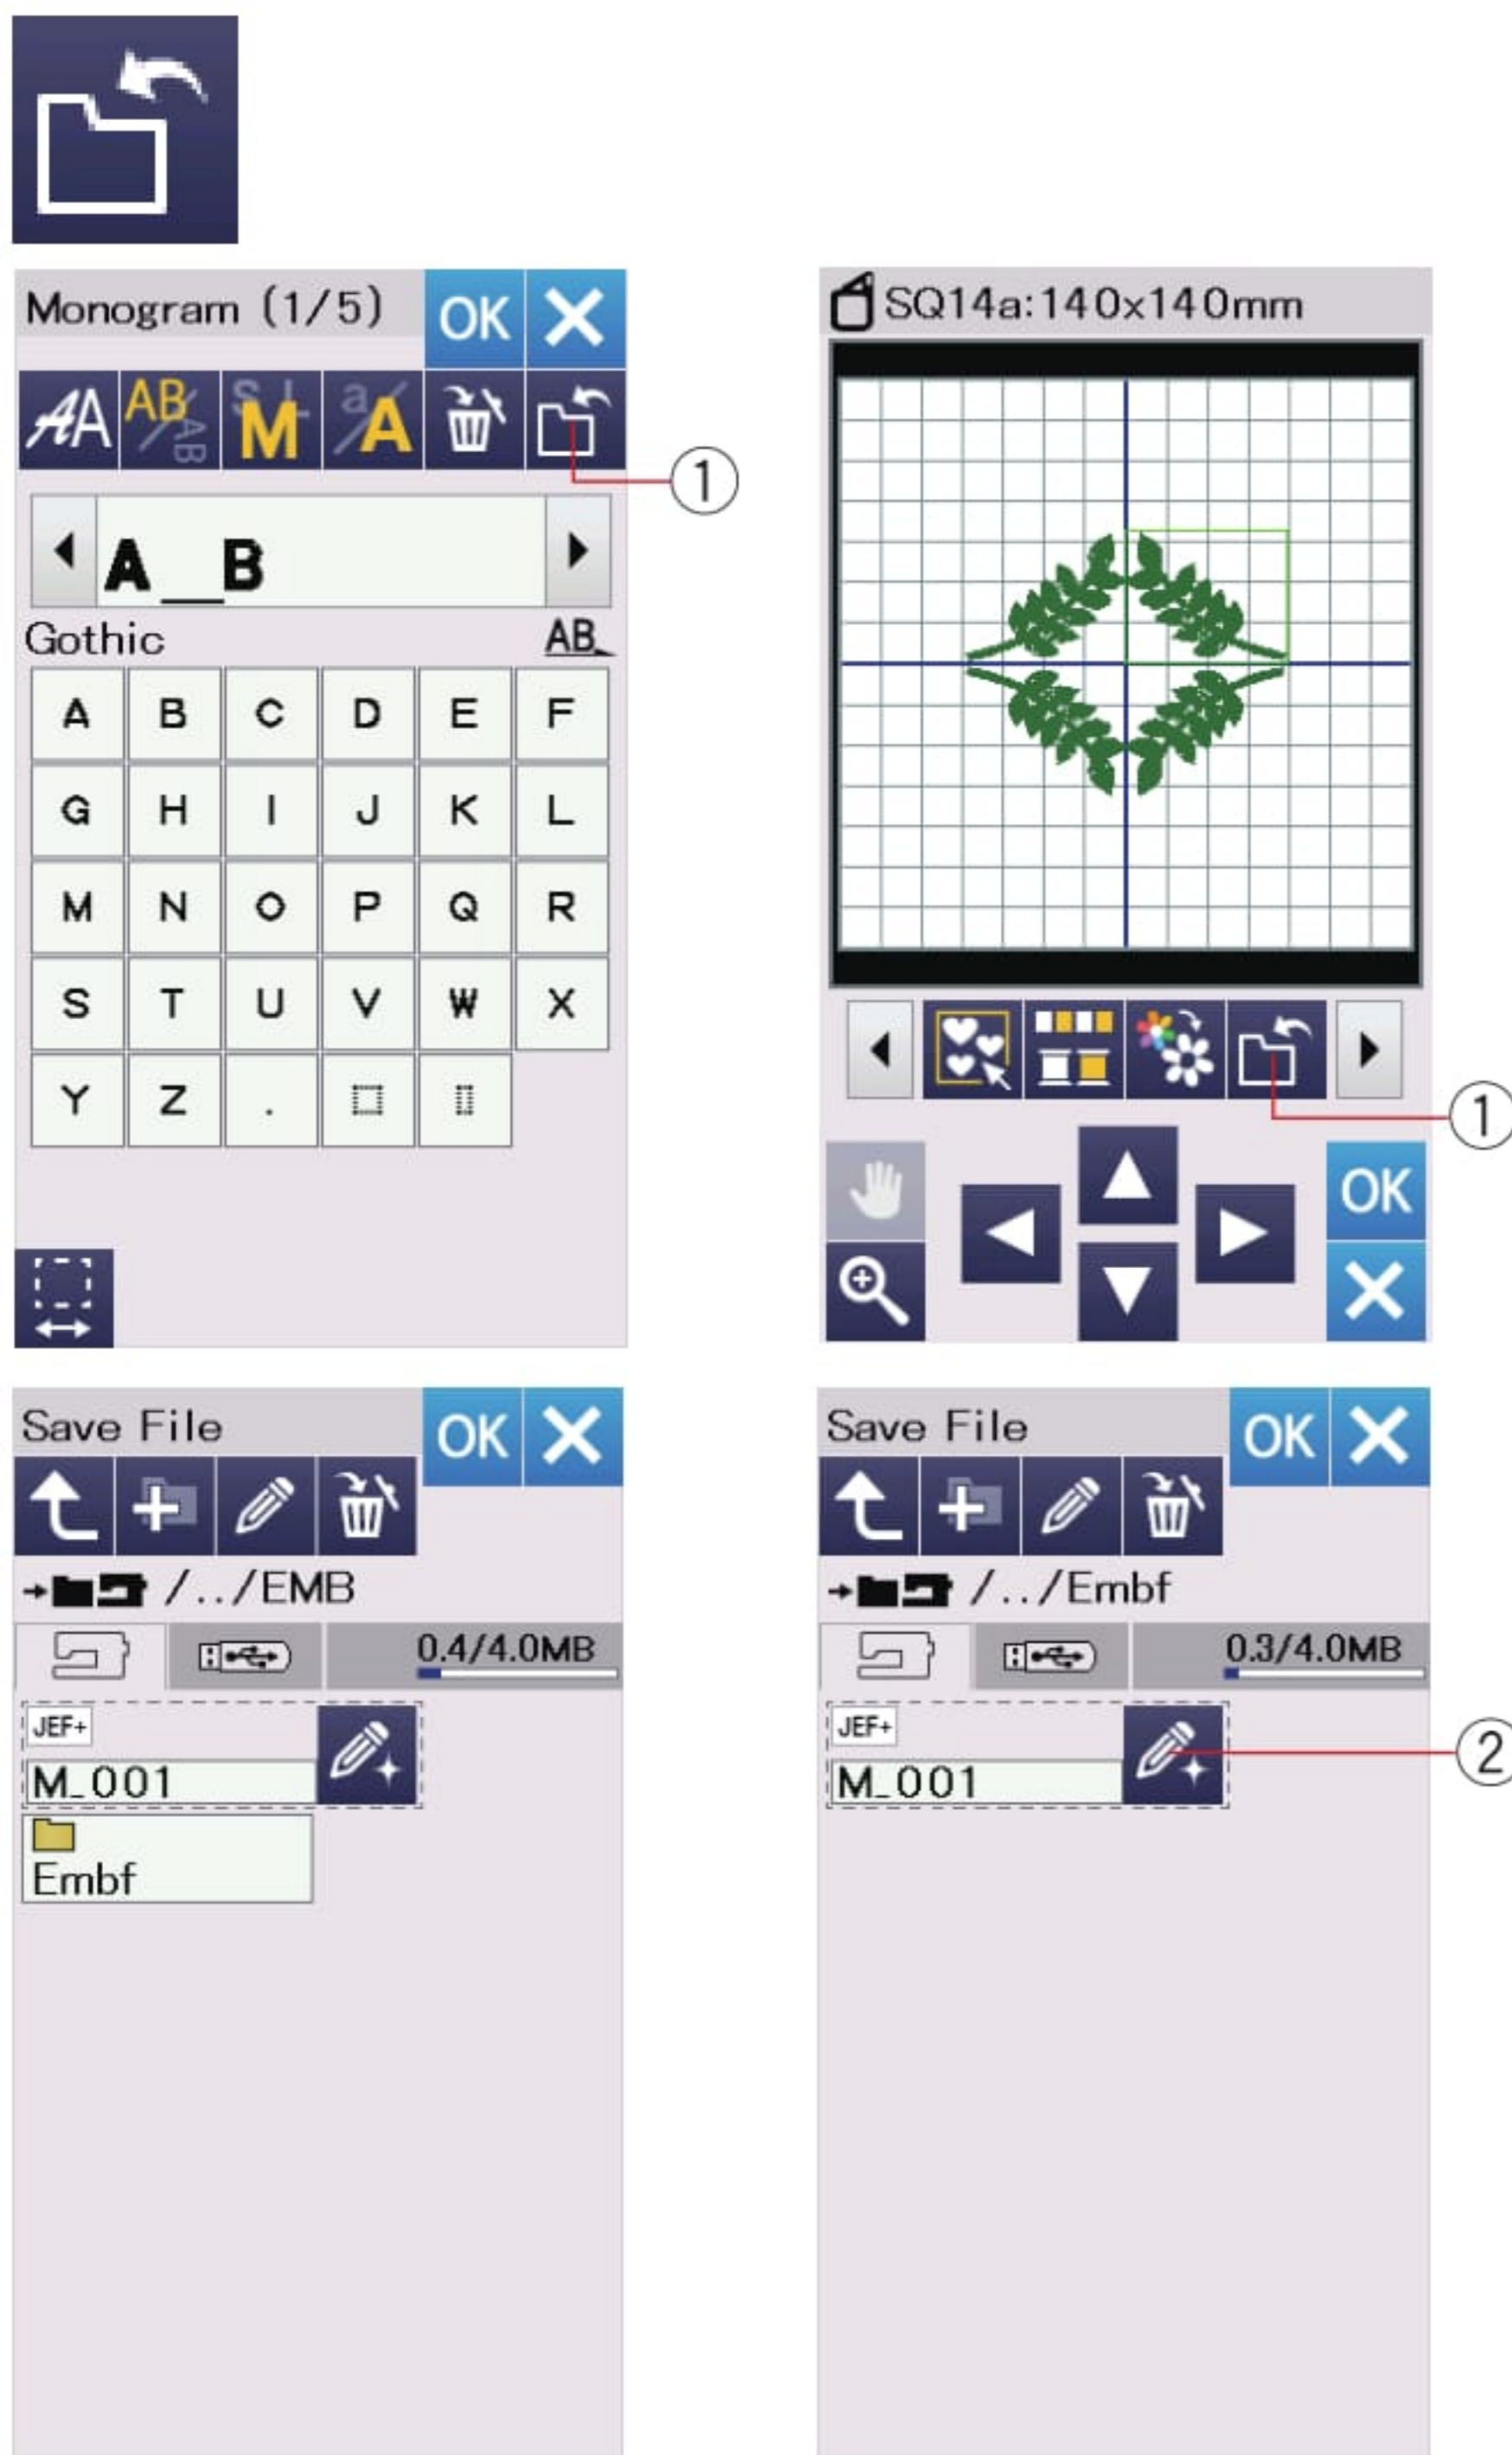 Monogram (1/5) OK
AA AB AB S M L a A
①
A_B
Gothic AB
A B C D E F
G H I J K L
M N O P Q R
S T U V W X
Y Z .
SQ14a:140x140mm
①
OK
Save File OK
/../EMB
0.4/4.0MB
JEF+
M_001
Embf
Save File OK
/../Embf
0.3/4.0MB
JEF+
②
M_001